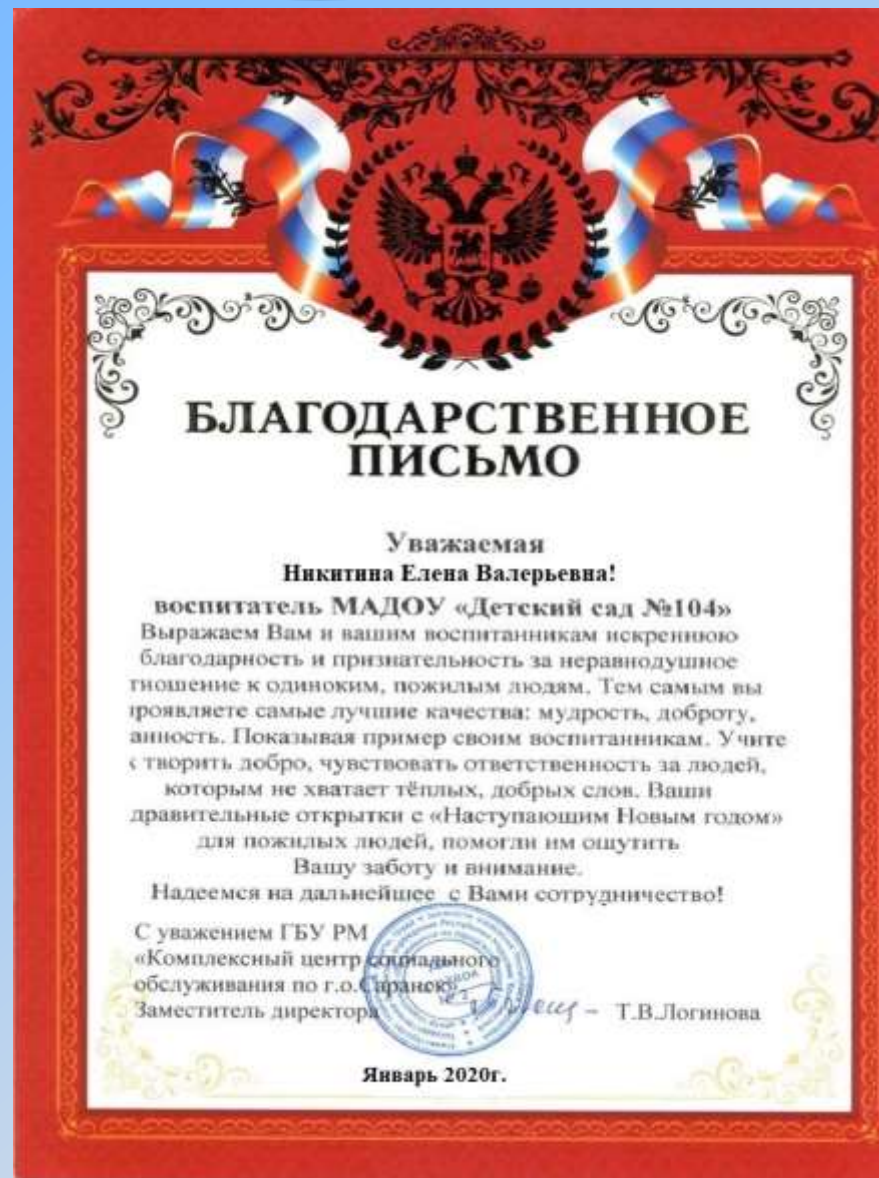 БЛАГОДАРСТВЕННОЕ
ПИСЬМО
Уважаемая
Никитина Елена Валерьевна!
воспитатель МАДОУ «Детский сад №104»
Выражаем Вам и вашим воспитанникам искреннюю
благодарность и признательность за неравнодушное
тношение к одиноким, пожилым людям. Тем самым вы
роявляете самые лучшие качества: мудрость, доброту,
анность. Показывая пример своим воспитанникам. Учите
творить добро, чувствовать ответственность за людей,
которым не хватает тёплых, добрых слов. Ваши
дравительные открытки с «Наступающим Новым годом»
для пожилых людей, помогли им ощутить
Вашу заботу и внимание.
Надеемся на дальнейшее с Вами сотрудничество!
С уважением ГБУ РМ
«Комплексный центр социального
обслуживания по г.о.Саранск»
Заместитель директора Т.В.Логинова
Январь 2020г.